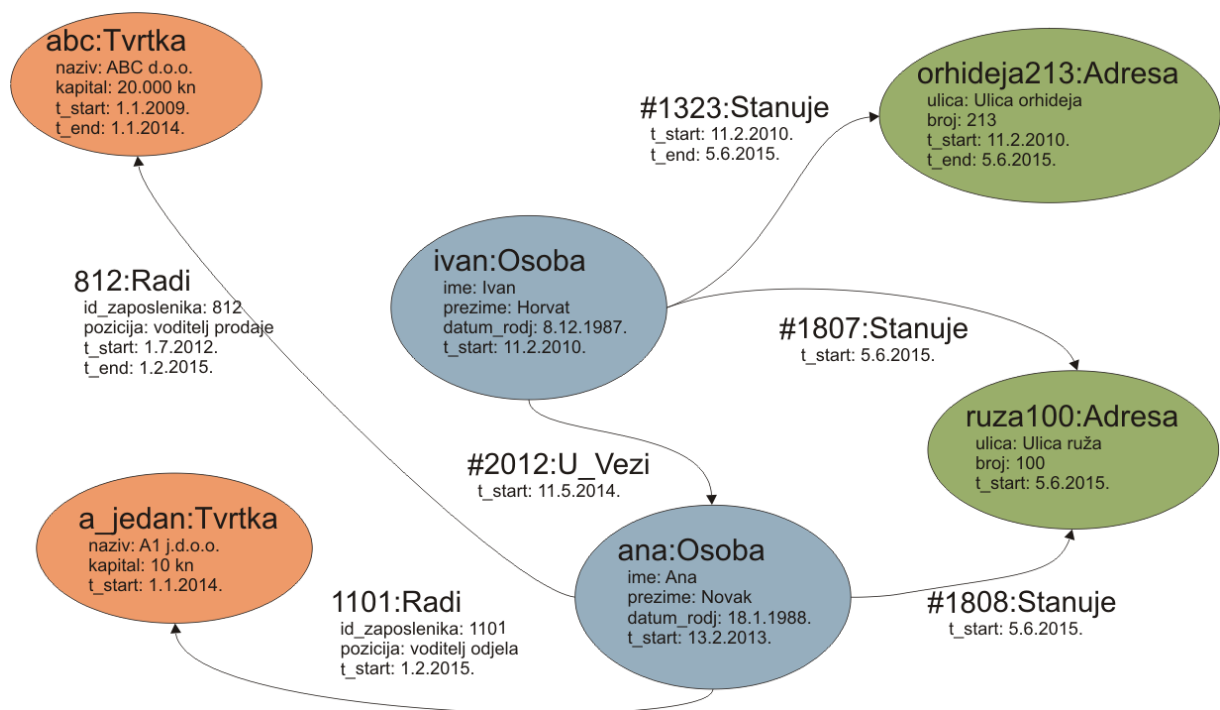 abc:Tvrtka
naziv: ABC d.o.o.
kapital: 20.000 kn
t_start: 1.1.2009.
t_end: 1.1.2014.
orhideja213:Adresa
ulica: Ulica orhideja
broj: 213
t_start: 11.2.2010.
t_end: 5.6.2015.
#1323:Stanuje
t_start: 11.2.2010.
t_end: 5.6.2015.
ivan:Osoba
ime: Ivan
prezime: Horvat
datum_rodj: 8.12.1987.
t_start: 11.2.2010.
812:Radi
id_zaposlenika: 812
pozicija: voditelj prodaje
t_start: 1.7.2012.
t_end: 1.2.2015.
#1807:Stanuje
t_start: 5.6.2015.
ruza100:Adresa
ulica: Ulica ruža
broj: 100
t_start: 5.6.2015.
#2012:U_Vezi
t_start: 11.5.2014.
a_jedan:Tvrtka
naziv: A1 j.d.o.o.
kapital: 10 kn
t_start: 1.1.2014.
ana:Osoba
ime: Ana
prezime: Novak
datum_rodj: 18.1.1988.
t_start: 13.2.2013.
1101:Radi
id_zaposlenika: 1101
pozicija: voditelj odjela
t_start: 1.2.2015.
#1808:Stanuje
t_start: 5.6.2015.